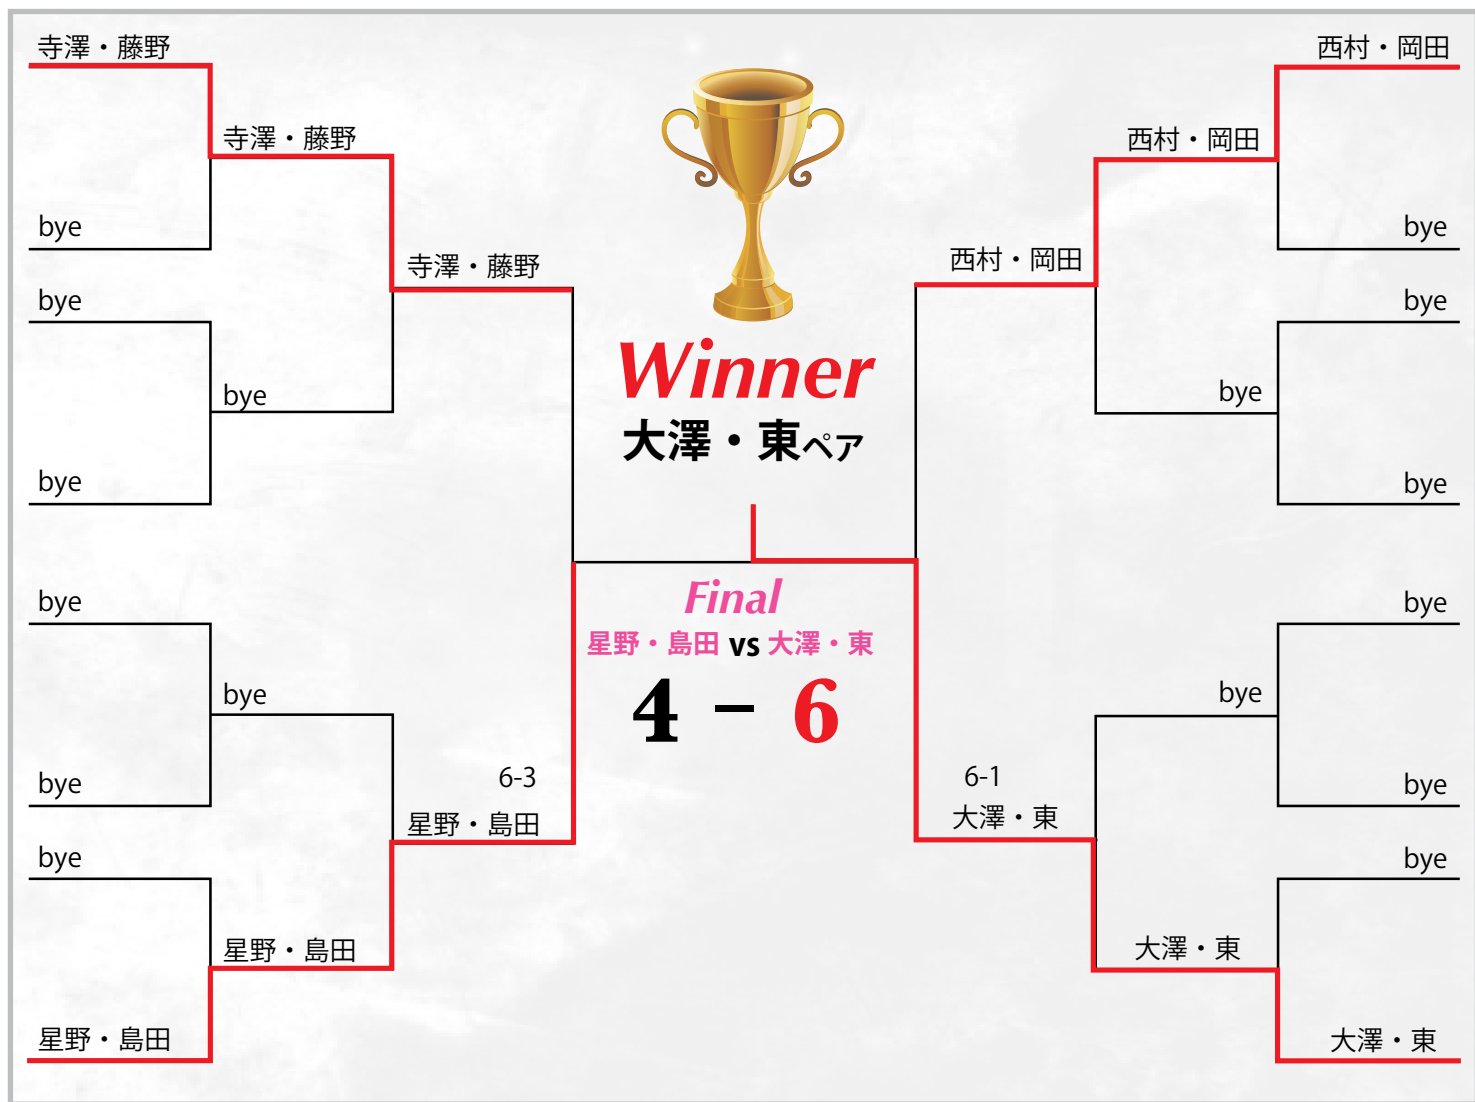 寺澤・藤野
寺澤・藤野
bye
bye
寺澤・藤野
bye
bye
bye
bye
bye
6-3
星野・島田
bye
星野・島田
星野・島田
Winner
大澤・東ペア
Final
星野・島田 vs 大澤・東
4 – 6
西村・岡田
西村・岡田
bye
西村・岡田
bye
bye
bye
bye
bye
bye
6-1
大澤・東
bye
大澤・東
大澤・東